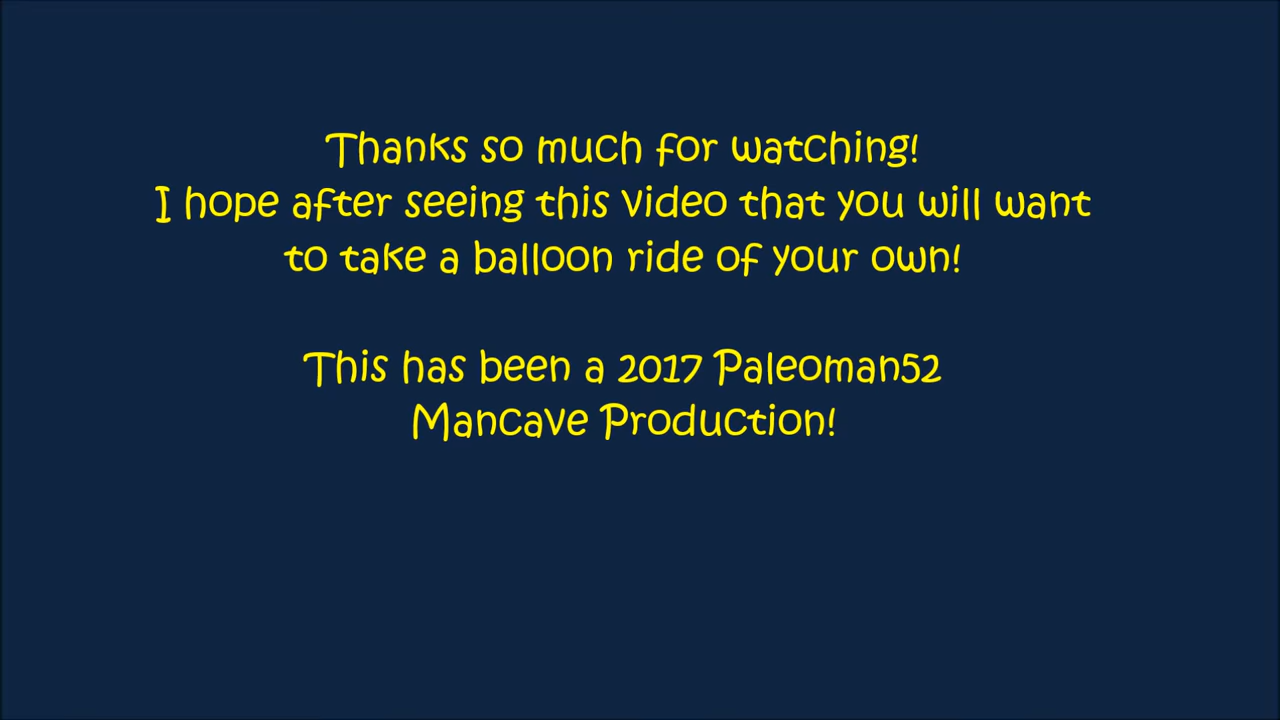 Thanks so much for watching!
I hope after seeing this video that you will want
to take a balloon ride of your own!
This has been a 2017 Paleoman52
Mancave Production!